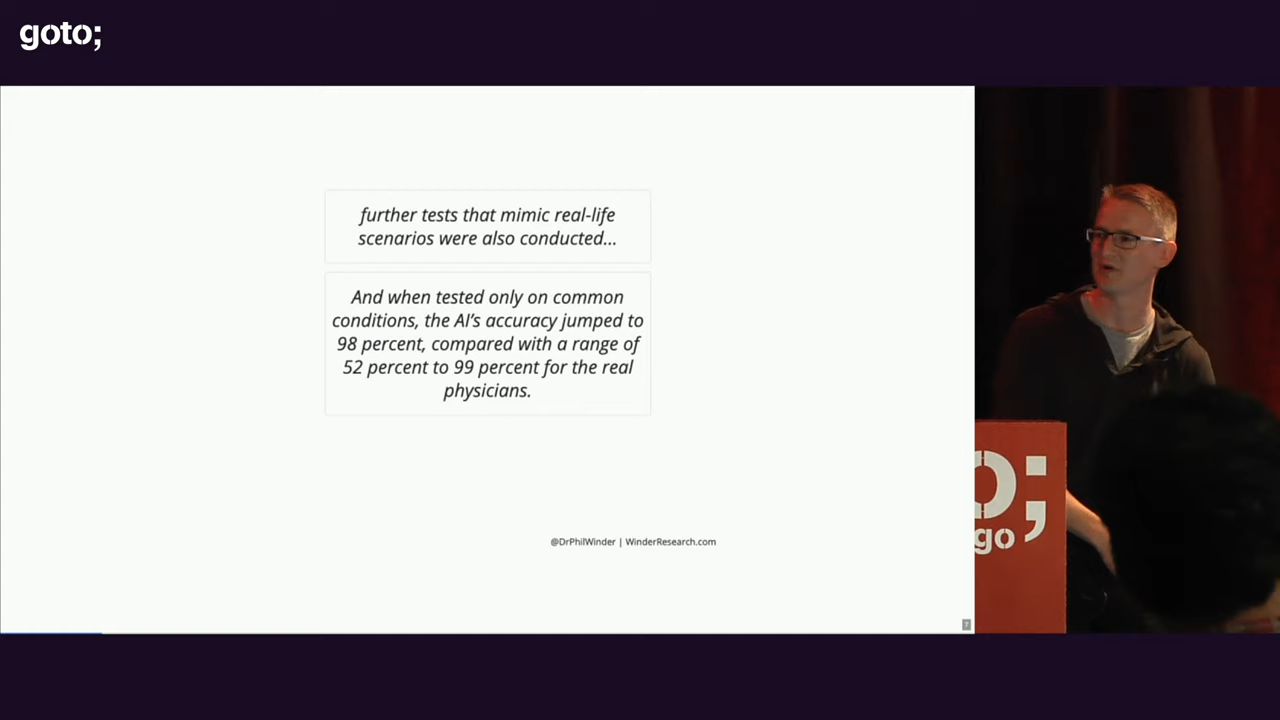 goto;
further tests that mimic real-life
scenarios were also conducted...
And when tested only on common
conditions, the AI’s accuracy jumped to
98 percent, compared with a range of
52 percent to 99 percent for the real
physicians.
@DrPhilWinder | WinderResearch.com
7
o;
go